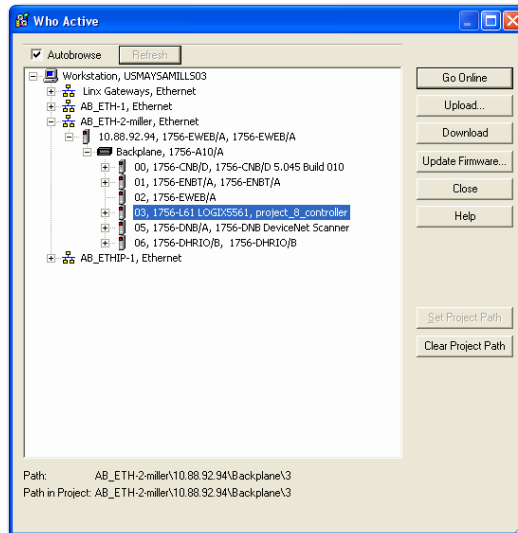 Who Active
Autobrowse
Refresh
Workstation, USMAYSAMILLS03
Linx Gateways, Ethernet
AB_ETH-1, Ethernet
AB_ETH-2-miller, Ethernet
10.88.92.94, 1756-EWEB/A, 1756-EWEB/A
Backplane, 1756-A10/A
00, 1756-CNB/D, 1756-CNB/D 5.045 Build 010
01, 1756-ENBT/A, 1756-ENBT/A
02, 1756-EWEB/A
03, 1756-L61 LOGIX5561, project_8_controller
05, 1756-DNB/A, 1756-DNB DeviceNet Scanner
06, 1756-DHRIO/B, 1756-DHRIO/B
AB_ETHIP-1, Ethernet
Go Online
Upload...
Download
Update Firmware...
Close
Help
Set Project Path
Clear Project Path
Path: AB_ETH-2-miller\10.88.92.94\Backplane\3
Path in Project: AB_ETH-2-miller\10.88.92.94\Backplane\3